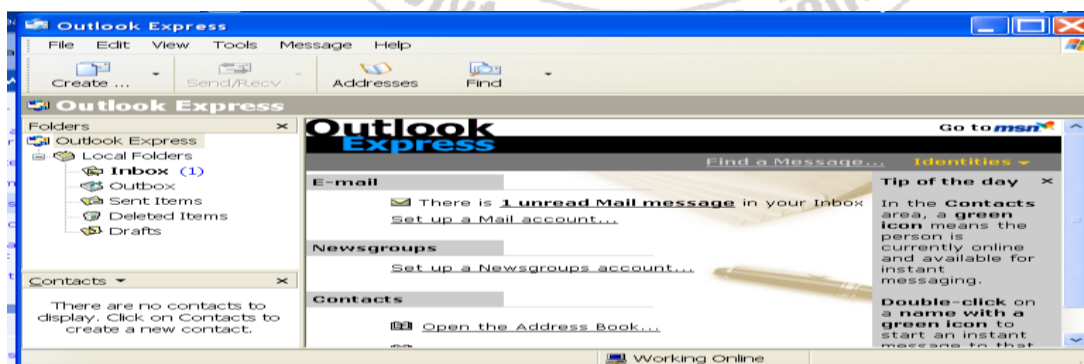 Outlook Express
File Edit View Tools Message Help
Create ... Send/Recv Addresses Find
Outlook Express
Folders ×
Outlook Express
Local Folders
Inbox (1)
Outbox
Sent Items
Deleted Items
Drafts
Contacts ×
There are no contacts to
display. Click on Contacts to
create a new contact.
Outlook
Express
Go to msn
Find a Message... Identities
E-mail
There is 1 unread Mail message in your Inbox
Set up a Mail account...
Newsgroups
Set up a Newsgroups account...
Contacts
Open the Address Book...
Tip of the day ×
In the Contacts
area, a green
icon means the
person is
currently online
and available for
instant
messaging.
Double-click on
a name with a
green icon to
start an instant
message to that
Working Online